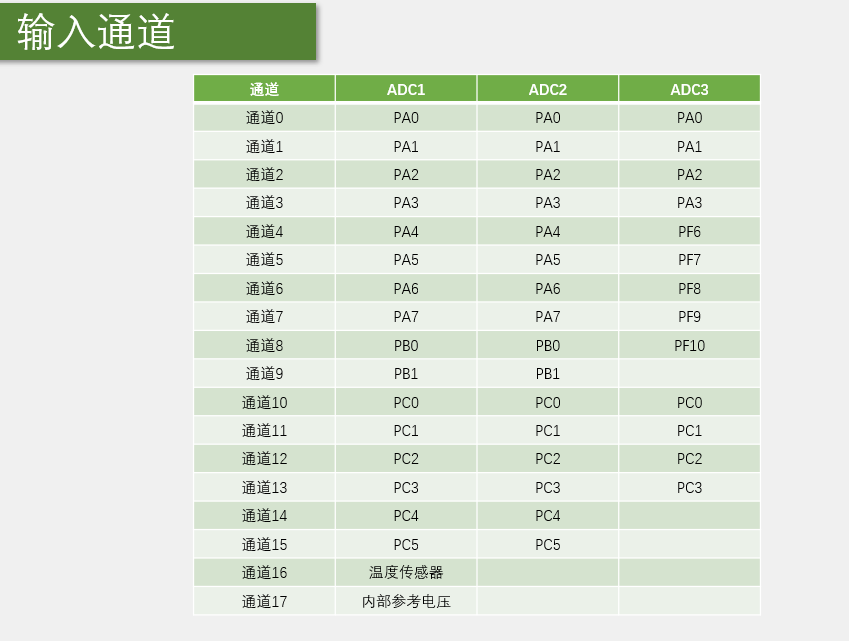 输入通道
通道 ADC1 ADC2 ADC3
通道0 PA0 PA0 PA0
通道1 PA1 PA1 PA1
通道2 PA2 PA2 PA2
通道3 PA3 PA3 PA3
通道4 PA4 PA4 PF6
通道5 PA5 PA5 PF7
通道6 PA6 PA6 PF8
通道7 PA7 PA7 PF9
通道8 PB0 PB0 PF10
通道9 PB1 PB1
通道10 PC0 PC0 PC0
通道11 PC1 PC1 PC1
通道12 PC2 PC2 PC2
通道13 PC3 PC3 PC3
通道14 PC4 PC4
通道15 PC5 PC5
通道16 温度传感器
通道17 内部参考电压